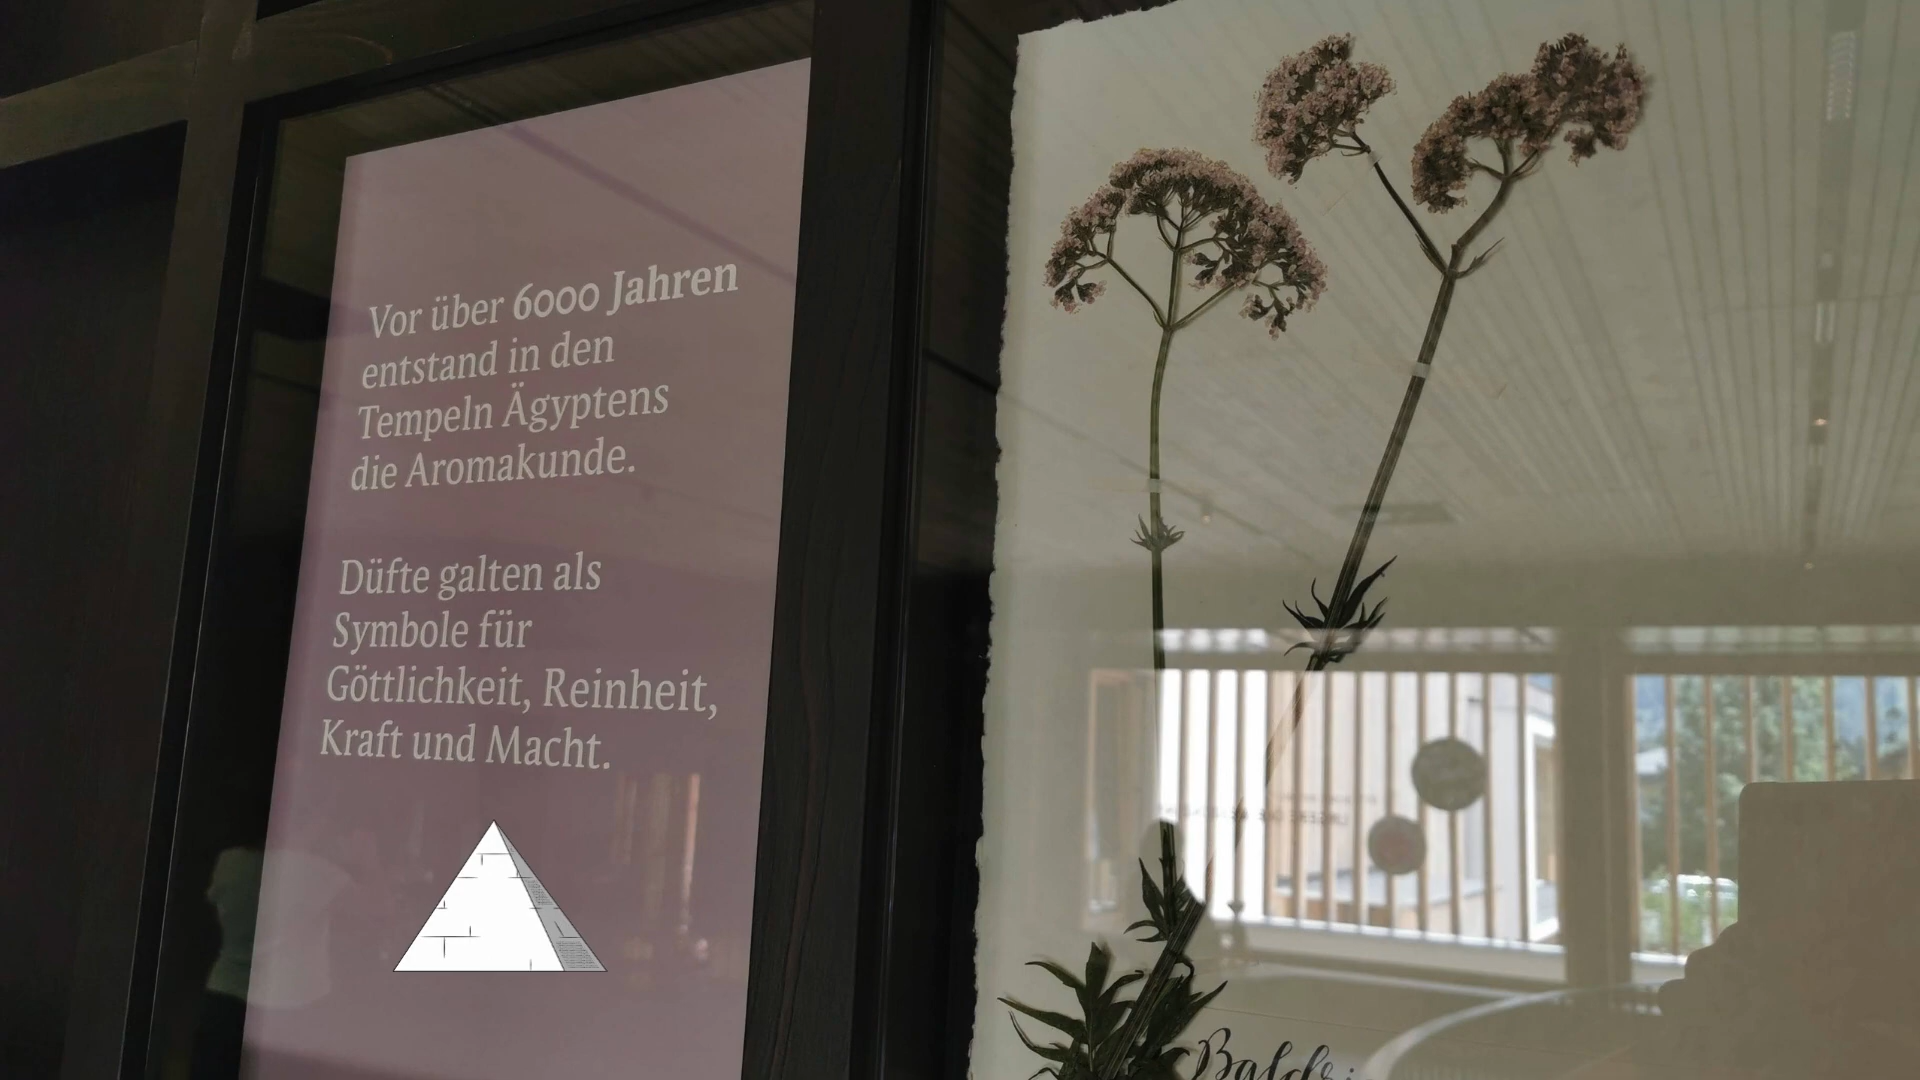 Vor über 6000 Jahren
entstand in den
Tempeln Ägyptens
die Aromakunde.
Düfte galten als
Symbole für
Göttlichkeit, Reinheit,
Kraft und Macht.